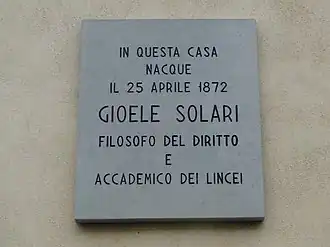 IN QUESTA CASA
NACQUE
IL 25 APRILE 1872
GIOELE SOLARI
FILOSOFO DEL DIRITTO
E
ACCADEMICO DEI LINCEI